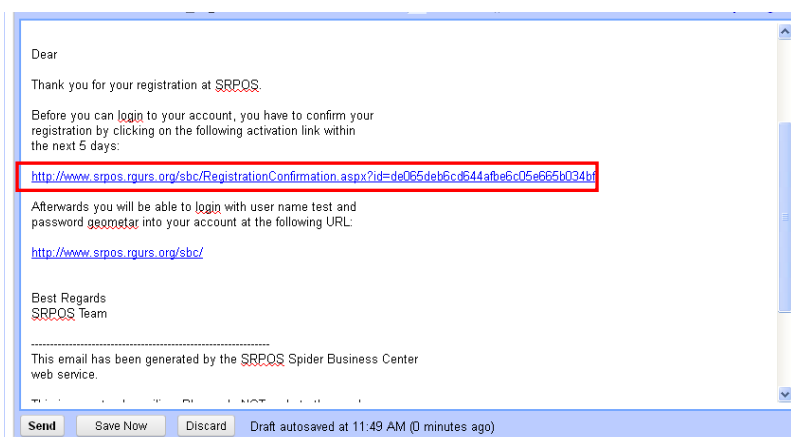 Dear
Thank you for your registration at SRPOS.
Before you can login to your account, you have to confirm your
registration by clicking on the following activation link within
the next 5 days:
http://www.srpos.rgurs.org/sbc/RegistrationConfirmation.aspx?id=de065deb6cd644afbe6c05e665b034bf
Afterwards you will be able to login with user name test and
password geometar into your account at the following URL:
http://www.srpos.rgurs.org/sbc/
Best Regards
SRPOS Team
--------------------------------------------------------------
This email has been generated by the SRPOS Spider Business Center
web service.
Send Save Now Discard Draft autosaved at 11:49 AM (0 minutes ago)